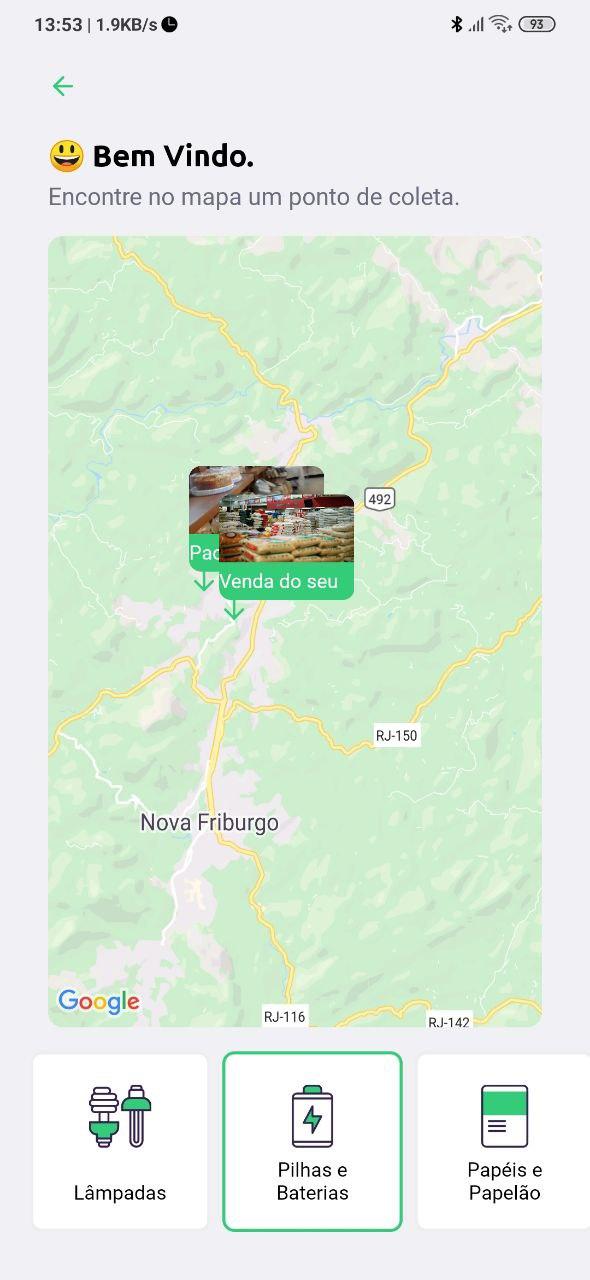 13:53 | 1.9KB/s
93
Bem Vindo.
Encontre no mapa um ponto de coleta.
492
Venda do seu
RJ-150
Nova Friburgo
Google
RJ-116
RJ-142
Lâmpadas
Pilhas e
Baterias
Papéis e
Papelão